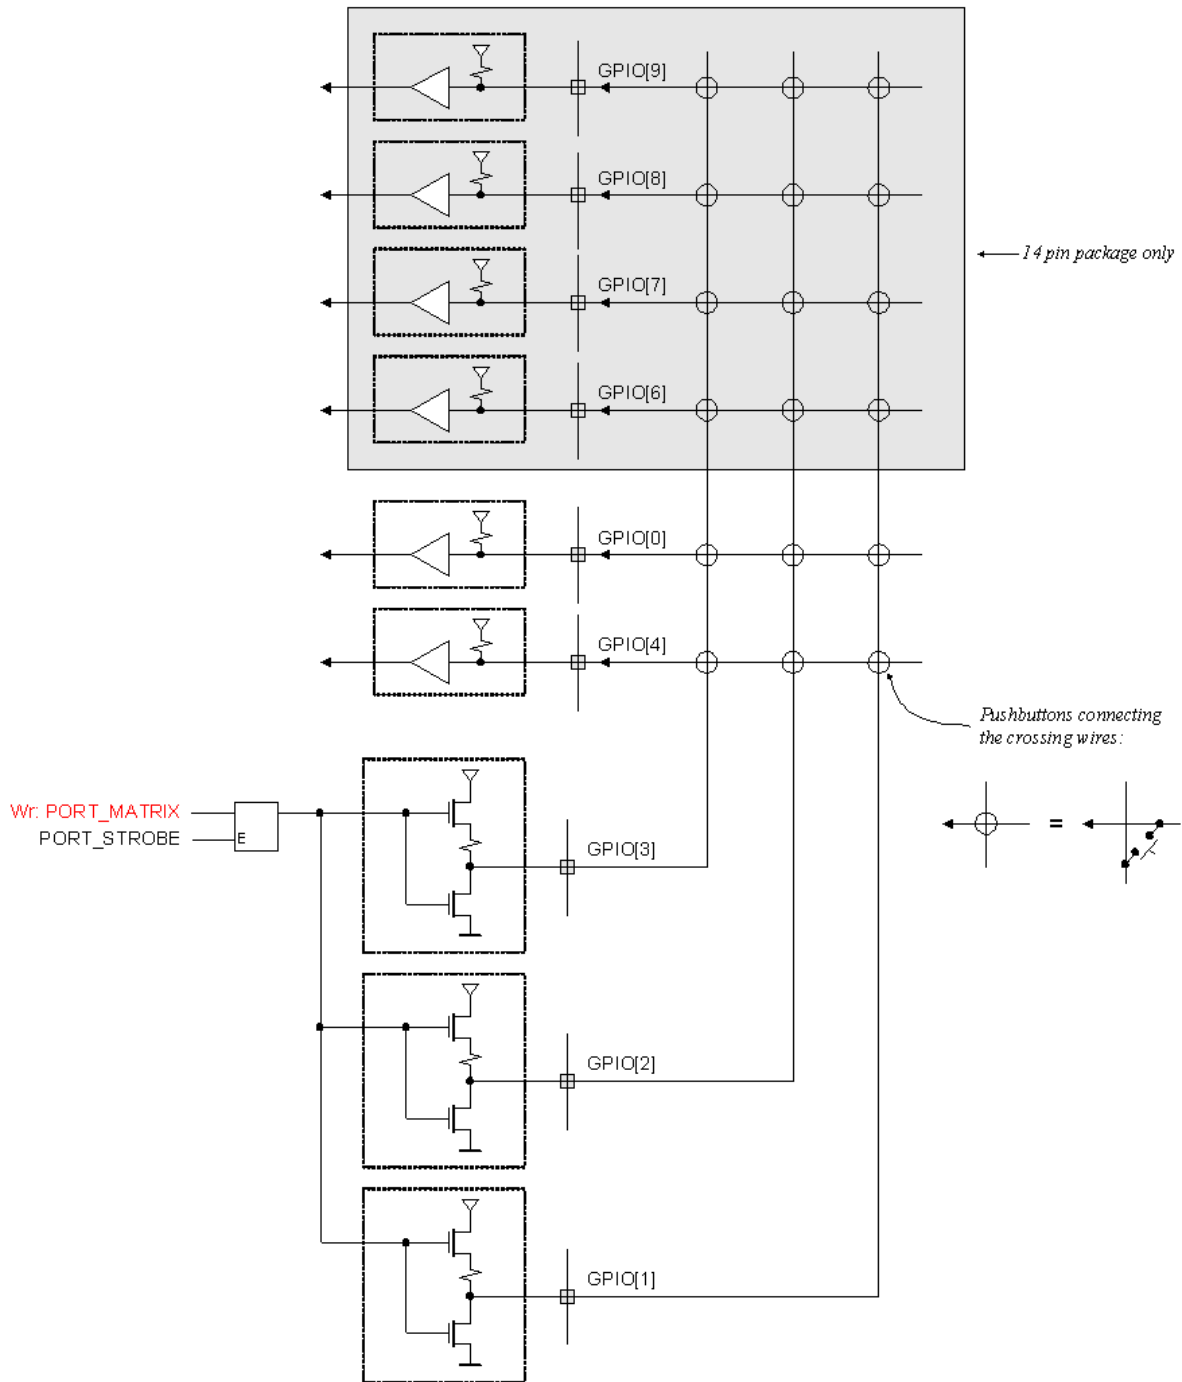 GPIO[9]
GPIO[8]
14 pin package only
GPIO[7]
GPIO[6]
GPIO[0]
GPIO[4]
Pushbuttons connecting
the crossing wires:
Wr: PORT_MATRIX
PORT_STROBE
E
=
GPIO[3]
GPIO[2]
GPIO[1]